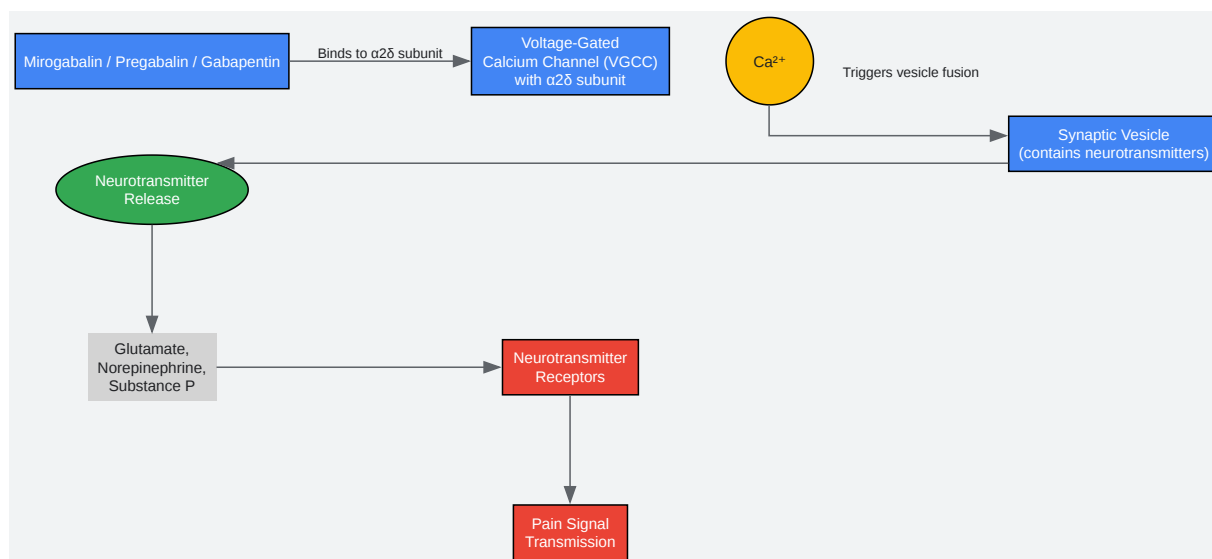 Mirogabalin / Pregabalin / Gabapentin
Binds to α2δ subunit
Voltage-Gated
Calcium Channel (VGCC)
with α2δ subunit
Ca²⁺
Triggers vesicle fusion
Synaptic Vesicle
(contains neurotransmitters)
Neurotransmitter
Release
Glutamate,
Norepinephrine,
Substance P
Neurotransmitter
Receptors
Pain Signal
Transmission